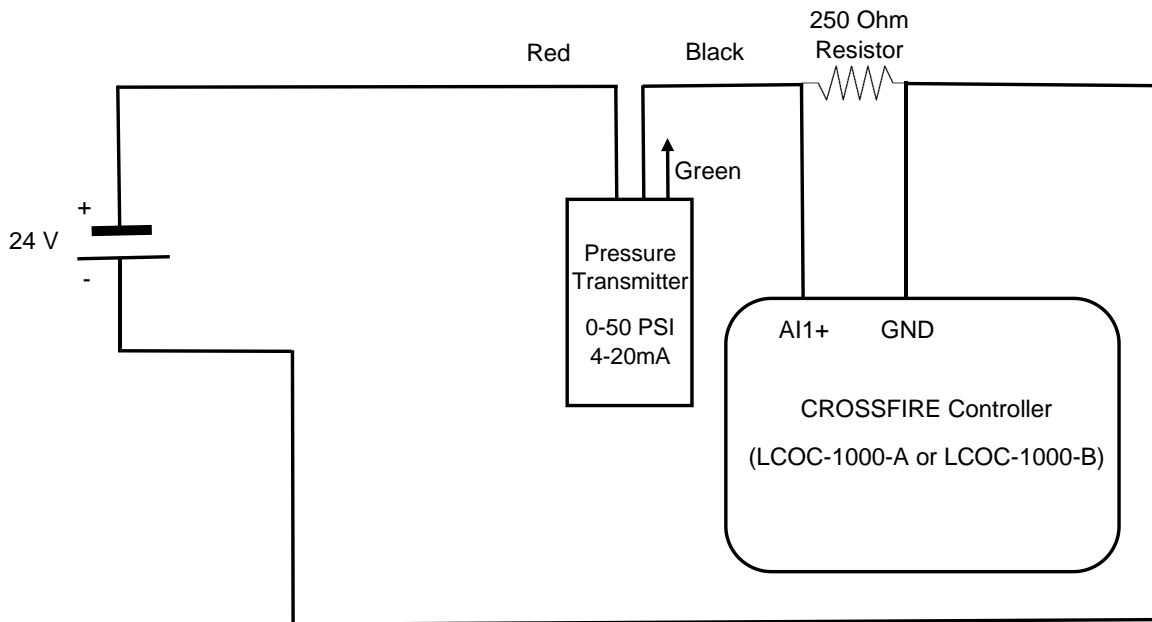 250 Ohm
Resistor
Red
Black
Green
+
24 V
-
Pressure
Transmitter
0-50 PSI
4-20mA
AI1+
GND
CROSSFIRE Controller
(LCOC-1000-A or LCOC-1000-B)